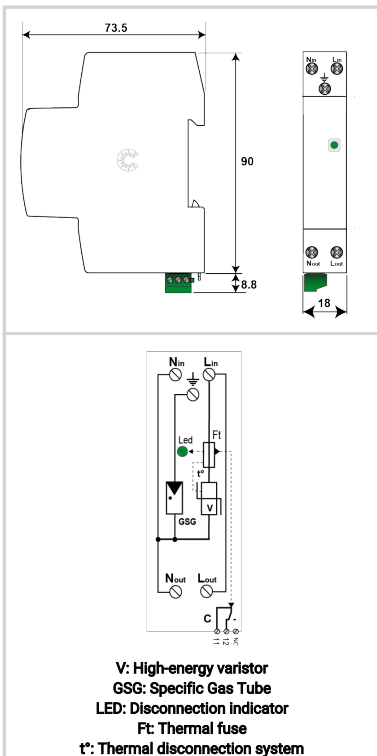 73.5
Nin Lin
90
8.8
Nout Lout
18
Nin Lin
Led Ft
t°
V
GSG
Nout Lout
C -
11 12 NC
V: High-energy varistor
GSG: Specific Gas Tube
LED: Disconnection indicator
Ft: Thermal fuse
t°: Thermal disconnection system